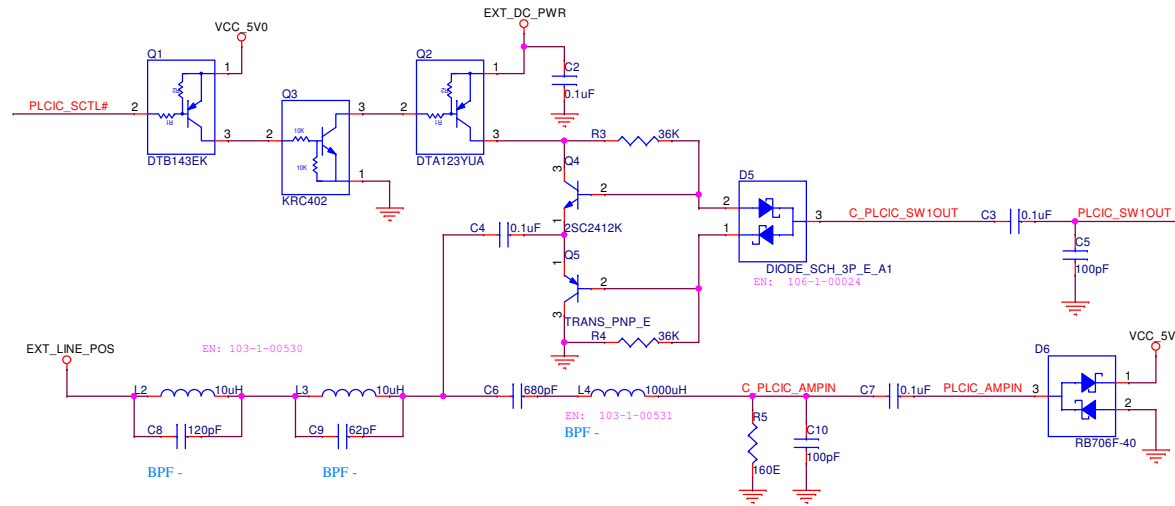 EXT_DC_PWR
VCC_5V0
Q1
Q2
1
1
C2
0.1uF
R2
R2
Q3
PLCIC_SCTL#
2
R1
3
2
R1
3
2
10K
10K
3
1
DTB143EK
DTA123YUA
KRC402
R3
36K
Q4
3
2
1
2SC2412K
C4
0.1uF
D5
2
1
3
C_PLCIC_SW1OUT
C3
0.1uF
PLCIC_SW1OUT
C5
100pF
DIODE_SCH_3P_E_A1
EN: 106-1-00024
Q5
1
2
3
TRANS_PNP_E
R4
36K
EXT_LINE_POS
EN: 103-1-00530
VCC_5V
D6
L2
10uH
L3
10uH
C6
680pF
L4
1000uH
C_PLCIC_AMPIN
C7
0.1uF
PLCIC_AMPIN
3
1
2
EN: 103-1-00531
C8
120pF
C9
62pF
BPF -
R5
C10
100pF
160E
RB706F-40
BPF -
BPF -